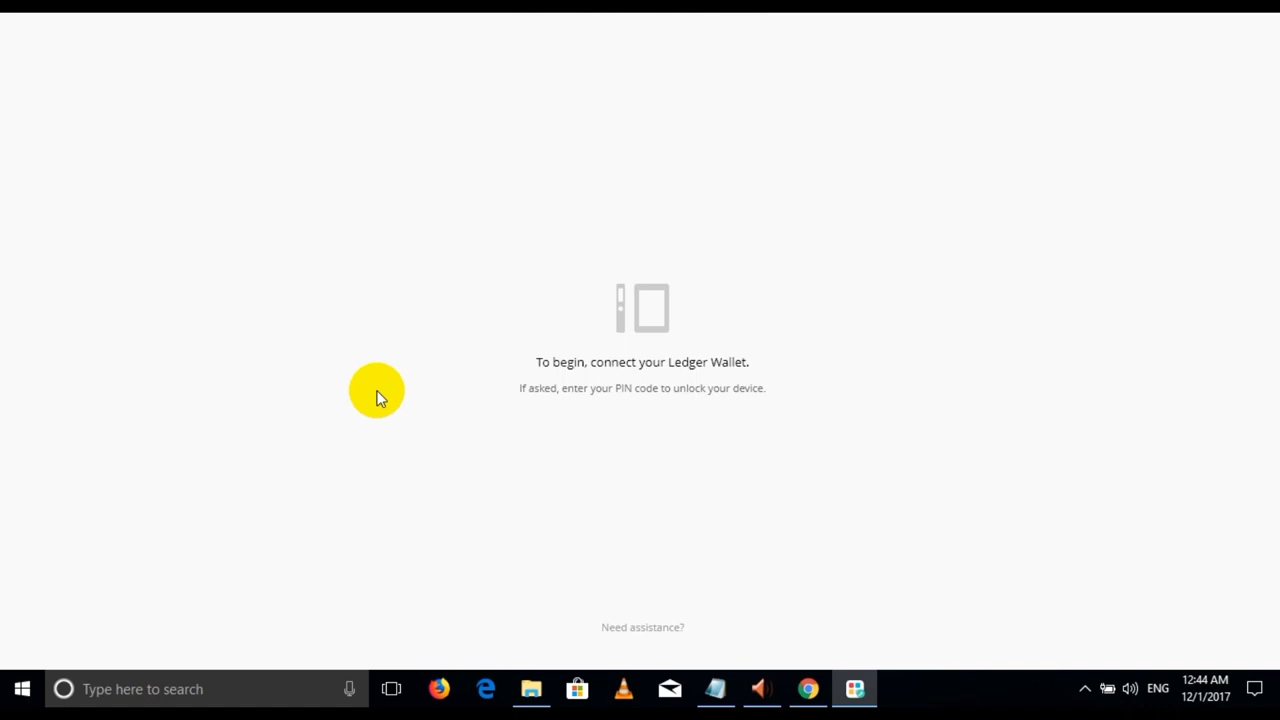 To begin, connect your Ledger Wallet.
If asked, enter your PIN code to unlock your device.
Need assistance?
Type here to search
ENG
12:44 AM
12/1/2017